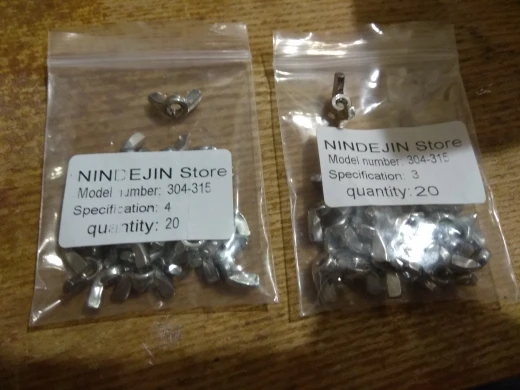 NINDEJIN Store
Model number: 304-315
Specification: 4
quantity: 20
NINDEJIN Store
Model number: 304-315
Specification: 3
quantity: 20